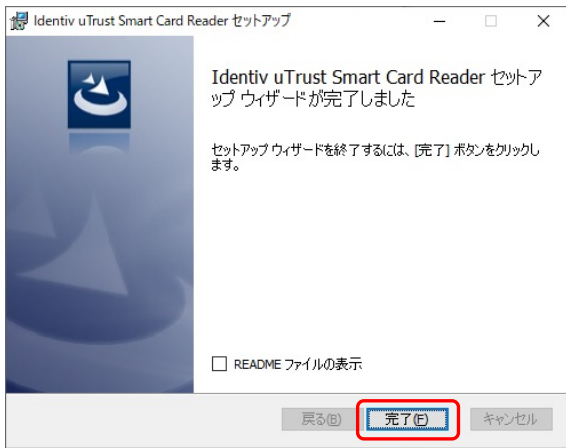 Identiv uTrust Smart Card Reader セットアップ
Identiv uTrust Smart Card Reader セットア
ップ ウィザードが完了しました
セットアップ ウィザードを終了するには、[完了] ボタンをクリックし
ます。
README ファイルの表示
戻る(B) 完了(F) キャンセル